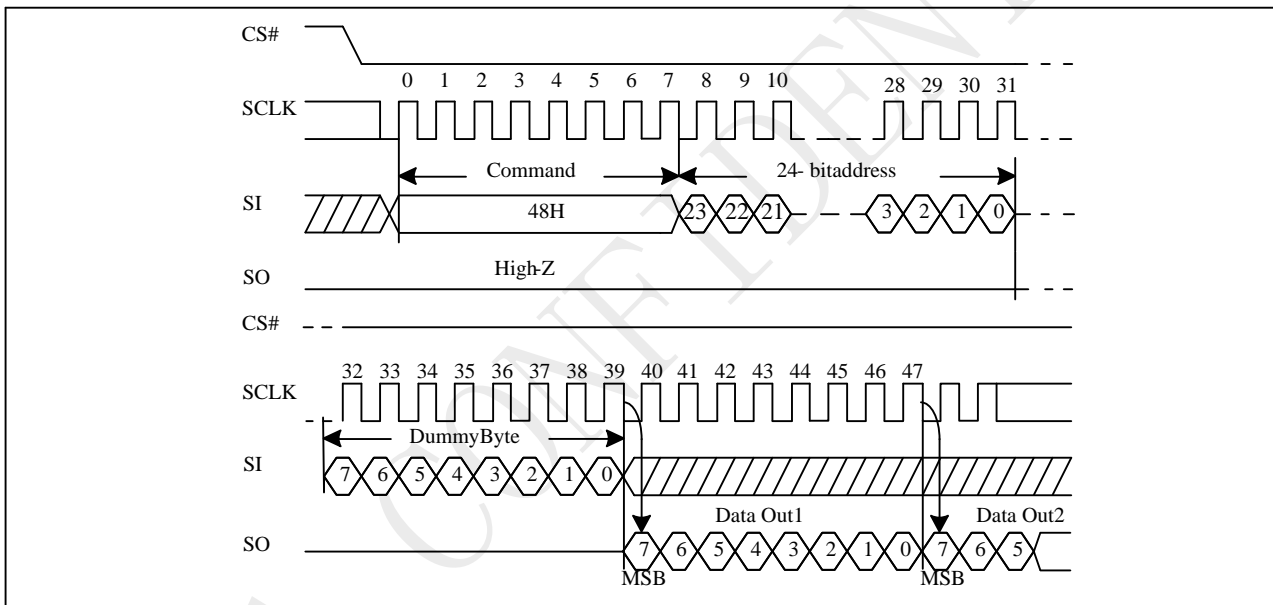 CS#
0 1 2 3 4 5 6 7 8 9 10 28 29 30 31
SCLK
Command 24- bitaddress
SI 48H 23 22 21 3 2 1 0
High-Z
SO
CS#
32 33 34 35 36 37 38 39 40 41 42 43 44 45 46 47
SCLK
DummyByte
SI 7 6 5 4 3 2 1 0
Data Out1 Data Out2
SO 7 6 5 4 3 2 1 0 7 6 5
MSB MSB
CONFIDENT